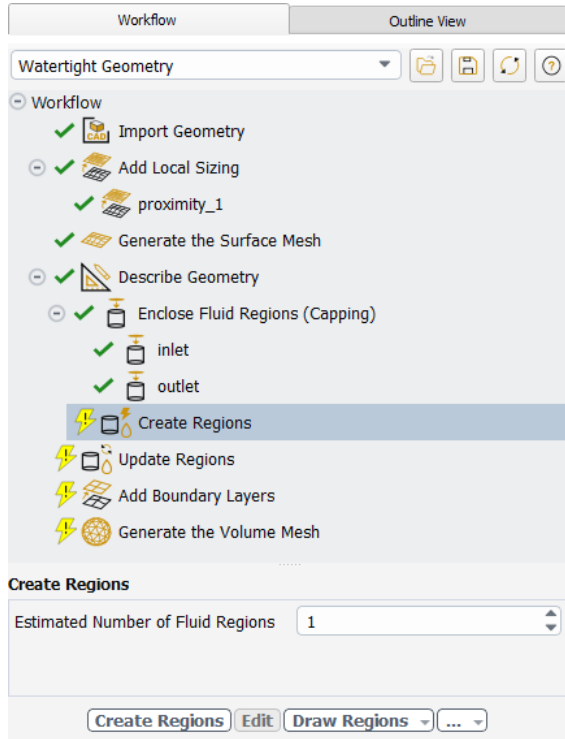 Workflow Outline View
Watertight Geometry
Workflow
CAD Import Geometry
Add Local Sizing
proximity_1
Generate the Surface Mesh
Describe Geometry
Enclose Fluid Regions (Capping)
inlet
outlet
Create Regions
Update Regions
Add Boundary Layers
Generate the Volume Mesh
Create Regions
Estimated Number of Fluid Regions 1
Create Regions Edit Draw Regions ...